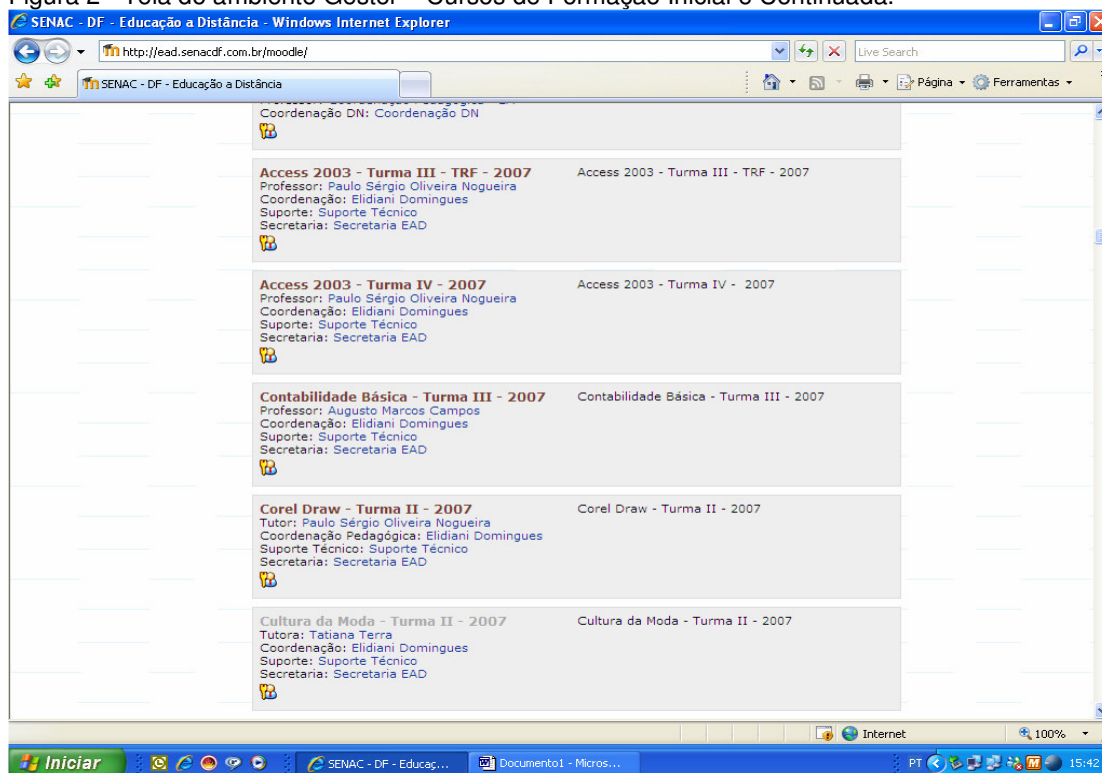 Figura 2 - Tela do ambiente Gestor – Cursos de Formação Inicial e Continuada.
SENAC - DF - Educação a Distância - Windows Internet Explorer
http://ead.senacdf.com.br/moodle/
Live Search
SENAC - DF - Educação a Distância
Página
Ferramentas
Coordenação DN: Coordenação DN
Access 2003 - Turma III - TRF - 2007
Access 2003 - Turma III - TRF - 2007
Professor: Paulo Sérgio Oliveira Nogueira
Coordenação: Elidiani Domingues
Suporte: Suporte Técnico
Secretaria: Secretaria EAD
Access 2003 - Turma IV - 2007
Access 2003 - Turma IV - 2007
Professor: Paulo Sérgio Oliveira Nogueira
Coordenação: Elidiani Domingues
Suporte: Suporte Técnico
Secretaria: Secretaria EAD
Contabilidade Básica - Turma III - 2007
Contabilidade Básica - Turma III - 2007
Professor: Augusto Marcos Campos
Coordenação: Elidiani Domingues
Suporte: Suporte Técnico
Secretaria: Secretaria EAD
Corel Draw - Turma II - 2007
Corel Draw - Turma II - 2007
Tutor: Paulo Sérgio Oliveira Nogueira
Coordenação Pedagógica: Elidiani Domingues
Suporte Técnico: Suporte Técnico
Secretaria: Secretaria EAD
Cultura da Moda - Turma II - 2007
Cultura da Moda - Turma II - 2007
Tutora: Tatiana Terra
Coordenação: Elidiani Domingues
Suporte: Suporte Técnico
Secretaria: Secretaria EAD
Internet
100%
Iniciar
SENAC - DF - Educaç...
Documento1 - Micros...
PT
15:42